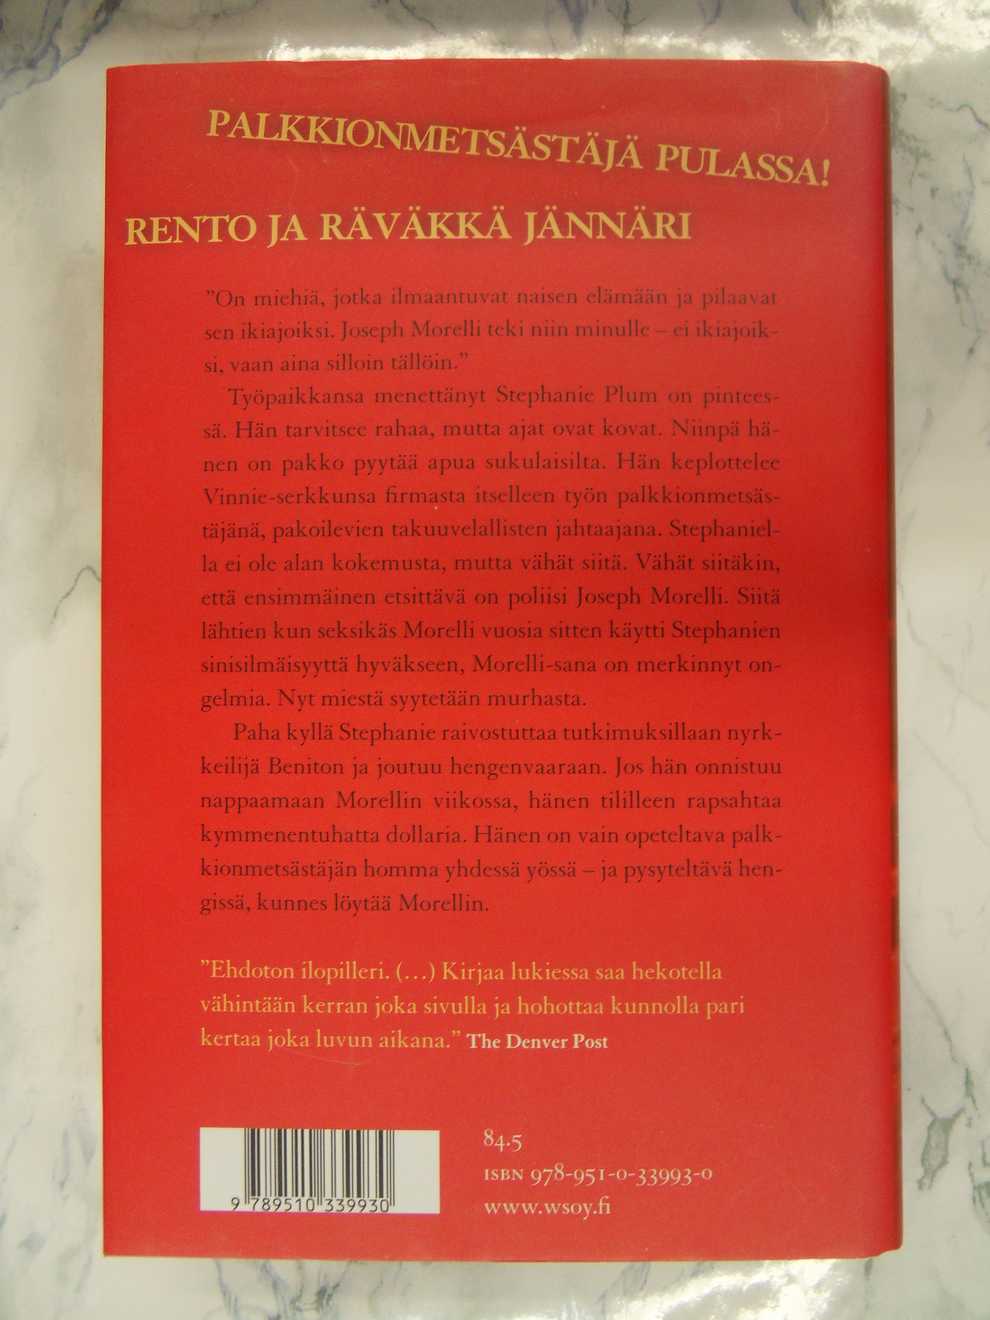 PALKKIONMETSÄSTÄJÄ PULASSA!
RENTO JA RÄVÄKKÄ JÄNNÄRI
”On miehiä, jotka ilmaantuvat naisen elämään ja pilaavat
sen ikiajoiksi. Joseph Morelli teki niin minulle – ei ikiajoik-
si, vaan aina silloin tällöin.”
Työpaikkansa menettänyt Stephanie Plum on pintees-
sä. Hän tarvitsee rahaa, mutta ajat ovat kovat. Niinpä hä-
nen on pakko pyytää apua sukulaisilta. Hän keplottelee
Vinnie-serkkunsa firmasta itselleen työn palkkionmetsäs-
täjänä, pakoilevien takuuvelallisten jahtaajana. Stephaniel-
la ei ole alan kokemusta, mutta vähät siitä. Vähät siitäkin,
että ensimmäinen etsittävä on poliisi Joseph Morelli. Siitä
lähtien kun seksikäs Morelli vuosia sitten käytti Stephanien
sinisilmäisyyttä hyväkseen, Morelli-sana on merkinnyt on-
gelmia. Nyt miestä syytetään murhasta.
Paha kyllä Stephanie raivostuttaa tutkimuksillaan nyrk-
keilijä Beniton ja joutuu hengenvaaraan. Jos hän onnistuu
nappaamaan Morellin viikossa, hänen tililleen rapsahtaa
kymmenentuhatta dollaria. Hänen on vain opeteltava palk-
kionmetsästäjän homma yhdessä yössä – ja pysyteltävä hen-
gissä, kunnes löytää Morellin.
”Ehdoton ilopilleri. (...) Kirjaa lukiessa saa hekotella
vähintään kerran joka sivulla ja hohottaa kunnolla pari
kertaa joka luvun aikana.” The Denver Post
84.5
ISBN 978-951-0-33993-0
www.wsoy.fi
9 789510 339930